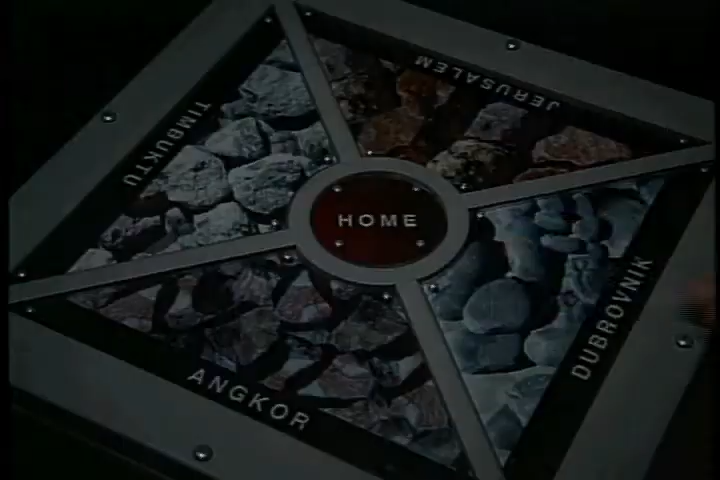 JERUSALEM
TIMBUKTU
HOME
DUBROVNIK
ANGKOR